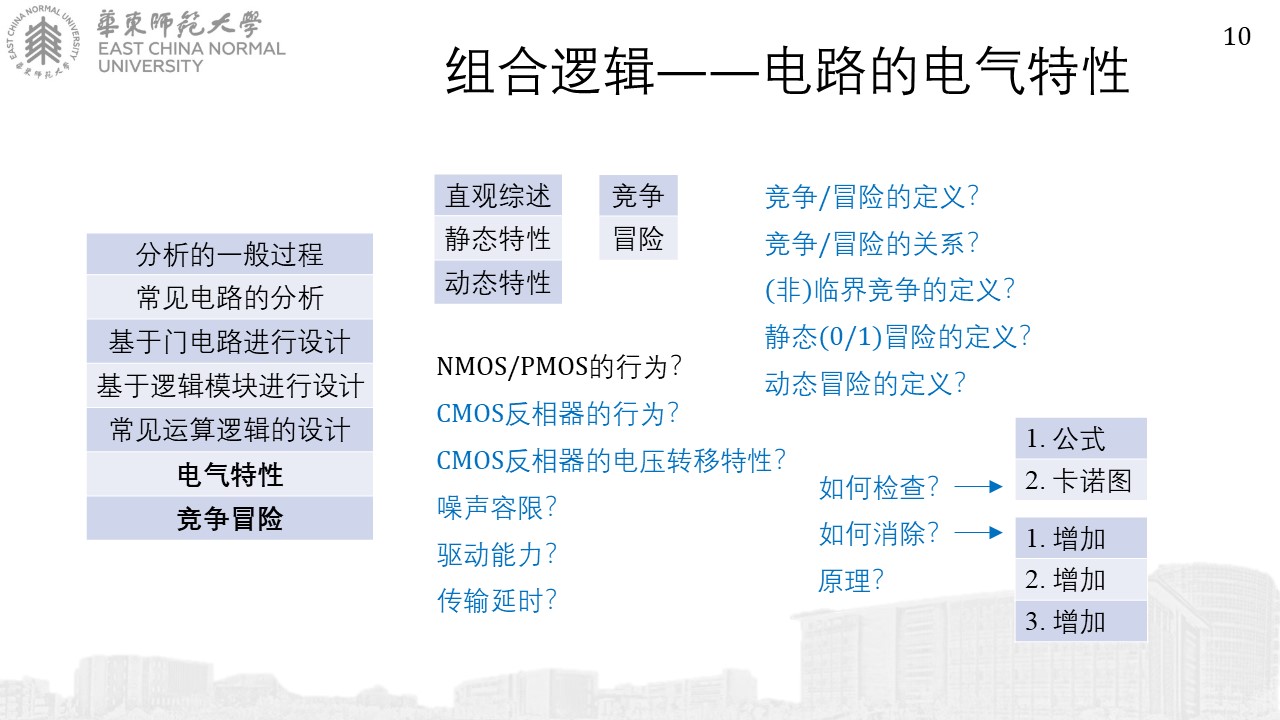 EAST CHINA NORMAL UNIVERSITY
華東师范大學
華東师范大學
EAST CHINA NORMAL
UNIVERSITY
10
组合逻辑——电路的电气特性
分析的一般过程
常见电路的分析
基于门电路进行设计
基于逻辑模块进行设计
常见运算逻辑的设计
电气特性
竞争冒险
直观综述
静态特性
动态特性
竞争
冒险
NMOS/PMOS的行为?
CMOS反相器的行为?
CMOS反相器的电压转移特性?
噪声容限?
驱动能力?
传输延时?
竞争/冒险的定义?
竞争/冒险的关系?
(非)临界竞争的定义?
静态(0/1)冒险的定义?
动态冒险的定义?
如何检查?
如何消除?
原理?
1. 公式
2. 卡诺图
1. 增加
2. 增加
3. 增加